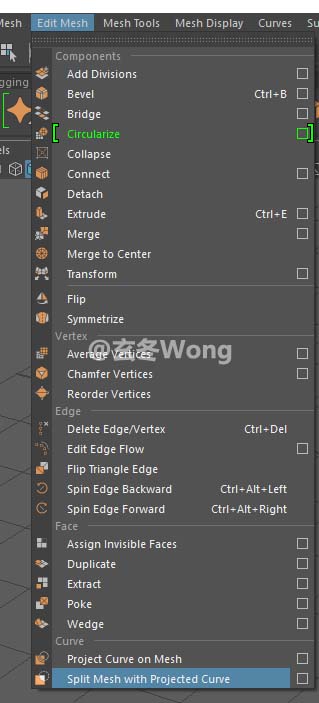 Mesh Edit Mesh Mesh Tools Mesh Display Curves Su
Components
gging
Add Divisions
Bevel Ctrl+B
Bridge
Circularize
els
Collapse
Connect
Detach
Extrude Ctrl+E
Merge
Merge to Center
Transform
Flip
Symmetrize
Vertex
@玄冬Wong
Average Vertices
Chamfer Vertices
Reorder Vertices
Edge
Delete Edge/Vertex Ctrl+Del
Edit Edge Flow
Flip Triangle Edge
Spin Edge Backward Ctrl+Alt+Left
Spin Edge Forward Ctrl+Alt+Right
Face
Assign Invisible Faces
Duplicate
Extract
Poke
Wedge
Curve
Project Curve on Mesh
Split Mesh with Projected Curve